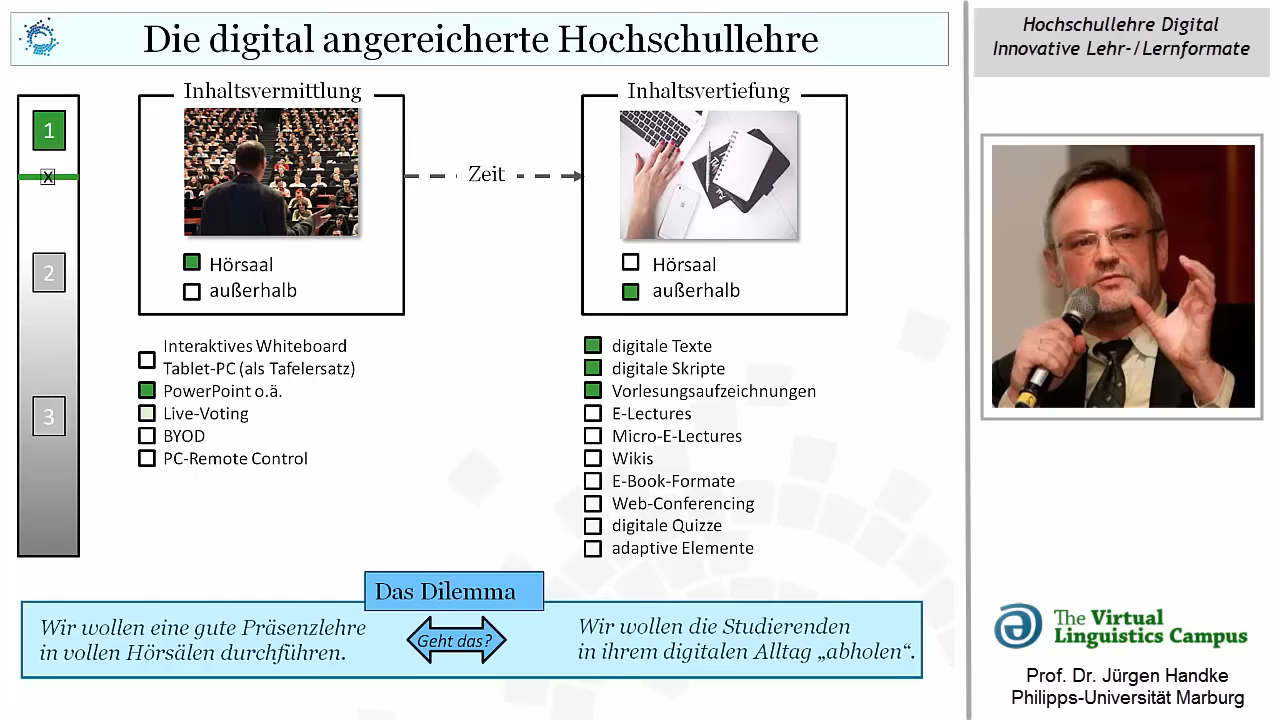 Die digital angereicherte Hochschullehre
Hochschullehre Digital
Innovative Lehr-/Lernformate
1
X
2
3
Inhaltsvermittlung
Hörsaal
außerhalb
Zeit
Inhaltsvertiefung
Hörsaal
außerhalb
Interaktives Whiteboard
Tablet-PC (als Tafelersatz)
PowerPoint o.ä.
Live-Voting
BYOD
PC-Remote Control
digitale Texte
digitale Skripte
Vorlesungsaufzeichnungen
E-Lectures
Micro-E-Lectures
Wikis
E-Book-Formate
Web-Conferencing
digitale Quizze
adaptive Elemente
Das Dilemma
Wir wollen eine gute Präsenzlehre
in vollen Hörsälen durchführen.
Geht das?
Wir wollen die Studierenden
in ihrem digitalen Alltag „abholen“.
The Virtual
Linguistics Campus
Prof. Dr. Jürgen Handke
Philipps-Universität Marburg